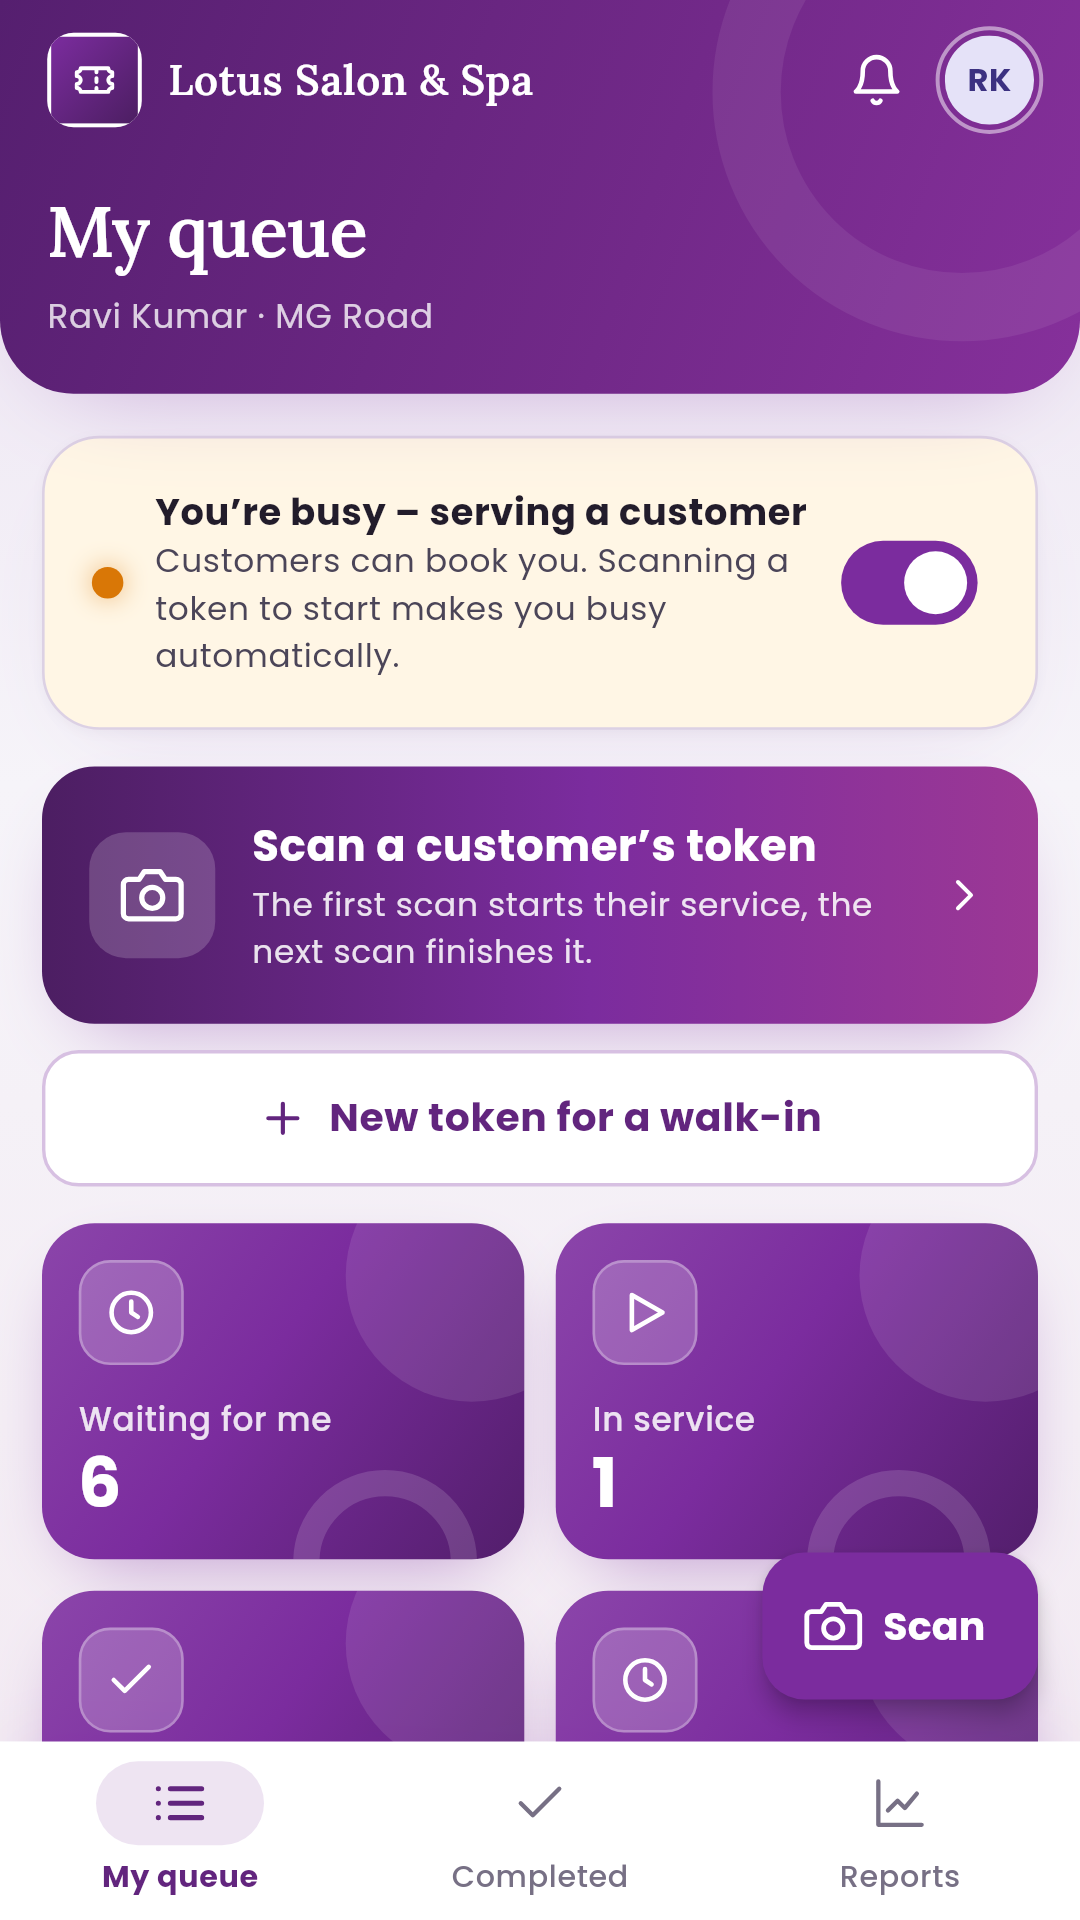 Lotus Salon & Spa
RK
My queue
Ravi Kumar · MG Road
You’re busy – serving a customer
Customers can book you. Scanning a
token to start makes you busy
automatically.
Scan a customer’s token
The first scan starts their service, the
next scan finishes it.
New token for a walk-in
Waiting for me
6
In service
1
Scan
My queue
Completed
Reports